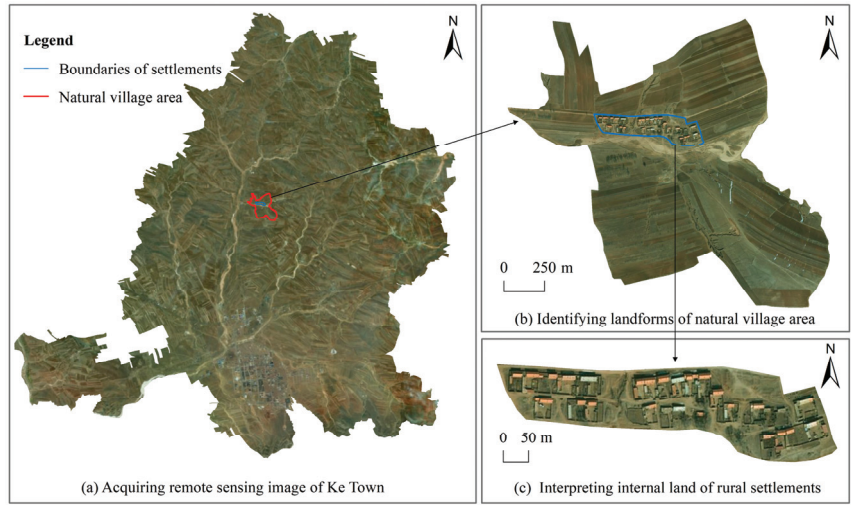 Legend
Boundaries of settlements
Natural village area
N
(a) Acquiring remote sensing image of Ke Town
N
0 250 m
(b) Identifying landforms of natural village area
N
0 50 m
(c) Interpreting internal land of rural settlements